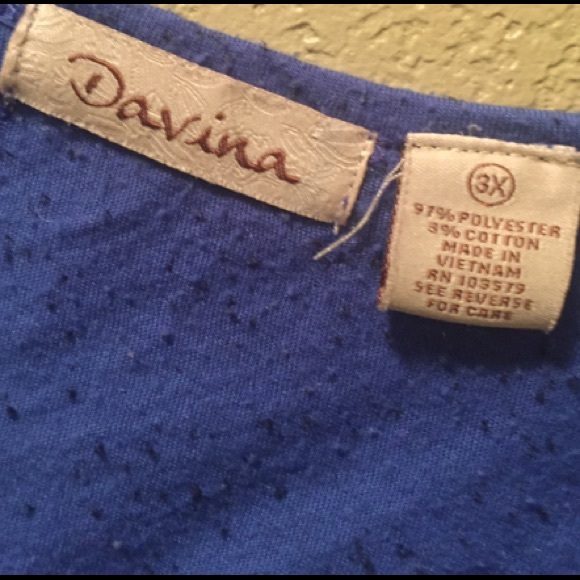 Davina
3X
97% POLYESTER
3% COTTON
MADE IN
VIETNAM
RN 103579
SEE REVERSE
FOR CARE